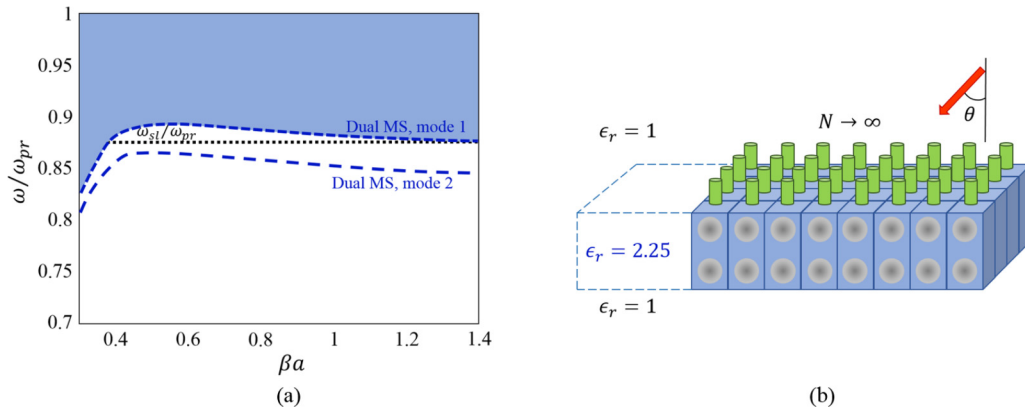 1
0.95
0.9
0.85
0.8
0.75
0.7
ω/ω_pr
ω_sl/ω_pr
Dual MS, mode 1
Dual MS, mode 2
0.4 0.6 0.8 1 1.2 1.4
βa
(a)
ϵ_r = 1
N → ∞
θ
ϵ_r = 2.25
ϵ_r = 1
(b)